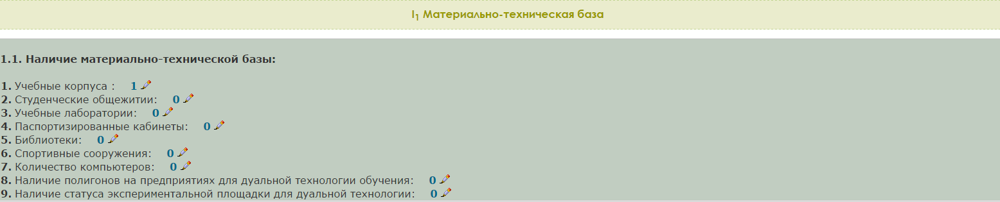 I1 Материально-техническая база
1.1. Наличие материально-технической базы:
1. Учебные корпуса : 1
2. Студенческие общежитии: 0
3. Учебные лаборатории: 0
4. Паспортизированные кабинеты: 0
5. Библиотеки: 0
6. Спортивные сооружения: 0
7. Количество компьютеров: 0
8. Наличие полигонов на предприятиях для дуальной технологии обучения: 0
9. Наличие статуса экспериментальной площадки для дуальной технологии: 0